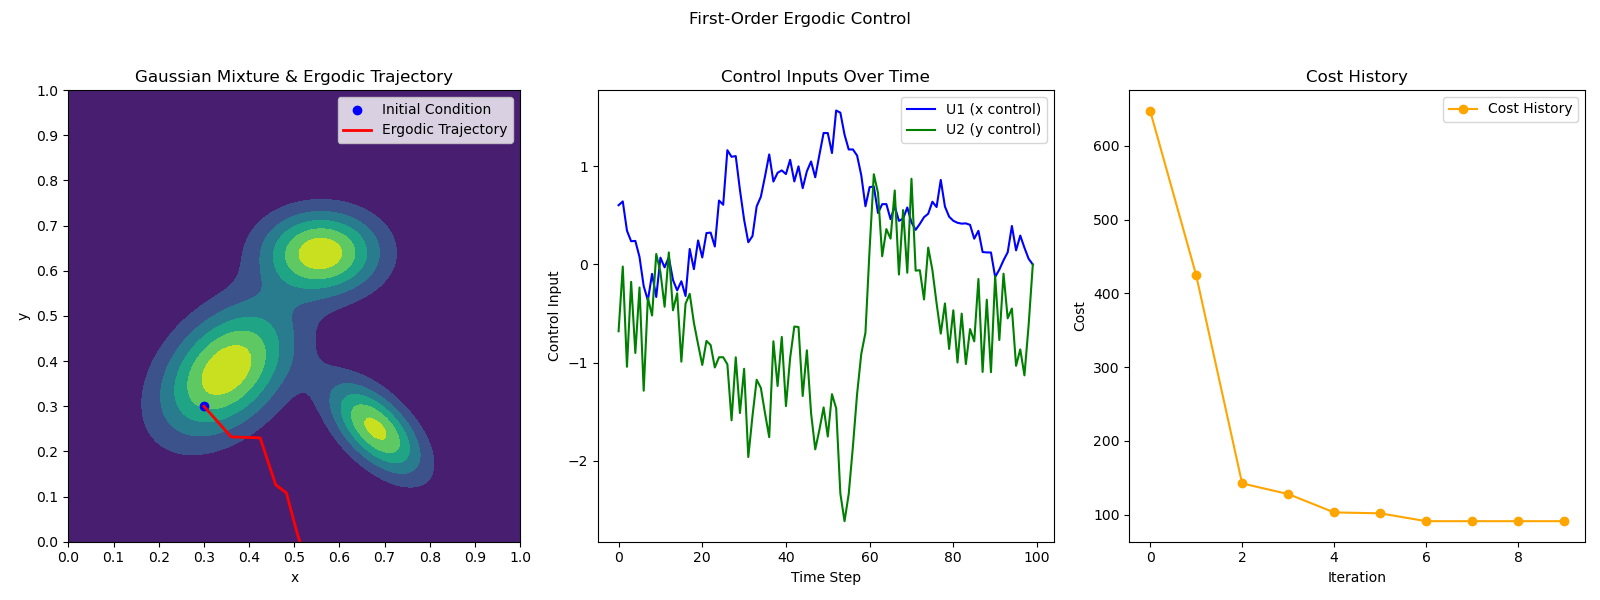 First-Order Ergodic Control
Gaussian Mixture & Ergodic Trajectory
Initial Condition
Ergodic Trajectory
1.0
0.9
0.8
0.7
0.6
0.5
0.4
0.3
0.2
0.1
0.0
y
0.0 0.1 0.2 0.3 0.4 0.5 0.6 0.7 0.8 0.9 1.0
x
Control Inputs Over Time
U1 (x control)
U2 (y control)
1
0
−1
−2
Control Input
0 20 40 60 80 100
Time Step
Cost History
Cost History
600
500
400
300
200
100
Cost
0 2 4 6 8
Iteration